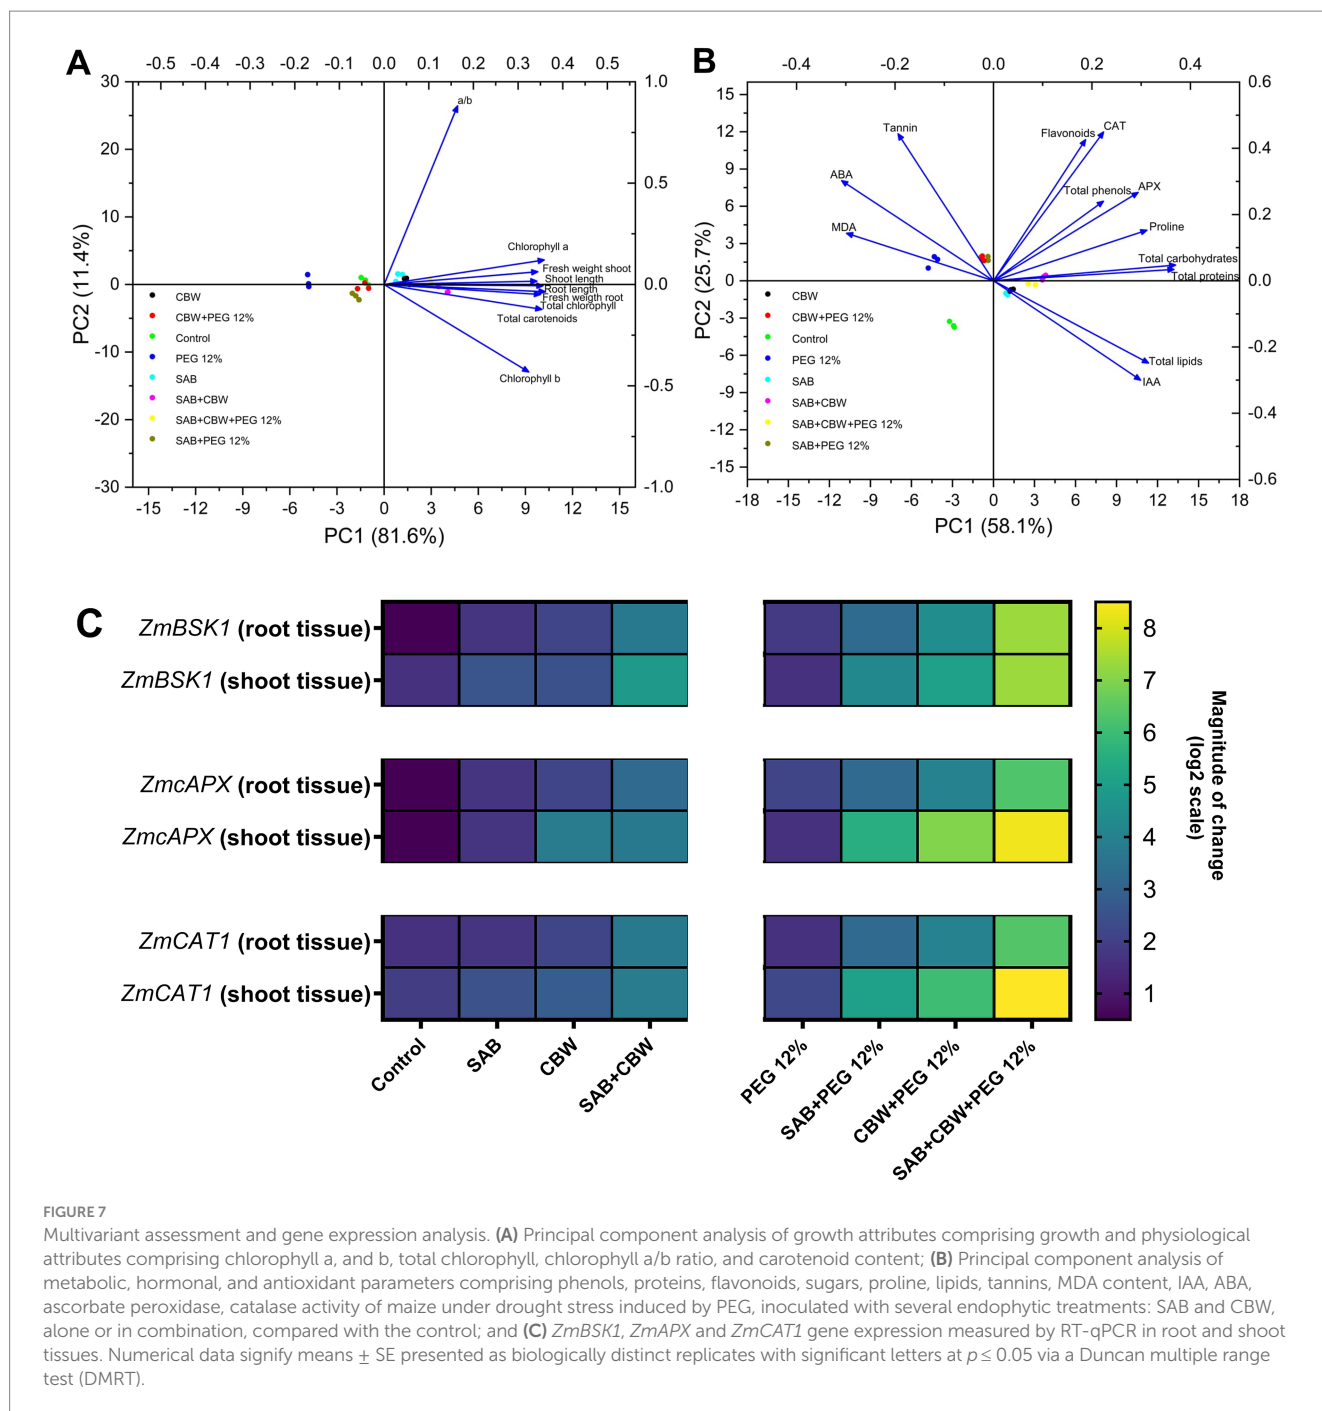 A
-0.5 -0.4 -0.3 -0.2 -0.1 0.0 0.1 0.2 0.3 0.4 0.5
30
20
10
0
-10
-20
-30
1.0
0.5
0.0
-0.5
-1.0
PC2 (11.4%)
a/b
Chlorophyll a
Fresh weight shoot
Shoot length
Root length
Fresh weigth root
Total chlorophyll
Total carotenoids
Chlorophyll b
CBW
CBW+PEG 12%
Control
PEG 12%
SAB
SAB+CBW
SAB+CBW+PEG 12%
SAB+PEG 12%
-15 -12 -9 -6 -3 0 3 6 9 12 15
PC1 (81.6%)
B
-0.4 -0.2 0.0 0.2 0.4
15
12
9
6
3
0
-3
-6
-9
-12
-15
0.6
0.4
0.2
0.0
-0.2
-0.4
-0.6
PC2 (25.7%)
Tannin
ABA
MDA
Flavonoids
CAT
Total phenols
APX
Proline
Total carbohydrates
Total proteins
Total lipids
IAA
CBW
CBW+PEG 12%
Control
PEG 12%
SAB
SAB+CBW
SAB+CBW+PEG 12%
SAB+PEG 12%
-18 -15 -12 -9 -6 -3 0 3 6 9 12 15 18
PC1 (58.1%)
C
ZmBSK1 (root tissue)
ZmBSK1 (shoot tissue)
ZmcAPX (root tissue)
ZmcAPX (shoot tissue)
ZmCAT1 (root tissue)
ZmCAT1 (shoot tissue)
Control
SAB
CBW
SAB+CBW
PEG 12%
SAB+PEG 12%
CBW+PEG 12%
SAB+CBW+PEG 12%
8
7
6
5
4
3
2
1
Magnitude of change
(log2 scale)
FIGURE 7
Multivariant assessment and gene expression analysis. (A) Principal component analysis of growth attributes comprising growth and physiological
attributes comprising chlorophyll a, and b, total chlorophyll, chlorophyll a/b ratio, and carotenoid content; (B) Principal component analysis of
metabolic, hormonal, and antioxidant parameters comprising phenols, proteins, flavonoids, sugars, proline, lipids, tannins, MDA content, IAA, ABA,
ascorbate peroxidase, catalase activity of maize under drought stress induced by PEG, inoculated with several endophytic treatments: SAB and CBW,
alone or in combination, compared with the control; and (C) ZmBSK1, ZmAPX and ZmCAT1 gene expression measured by RT-qPCR in root and shoot
tissues. Numerical data signify means ± SE presented as biologically distinct replicates with significant letters at p ≤ 0.05 via a Duncan multiple range
test (DMRT).